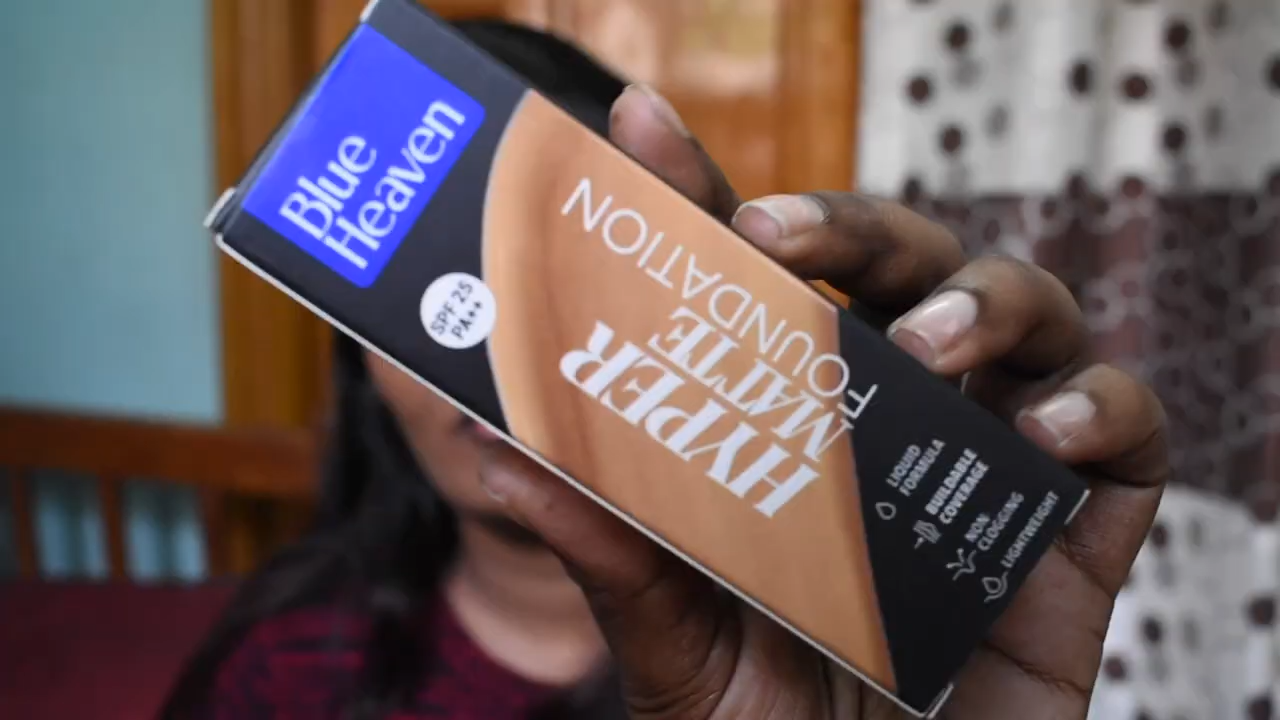 Blue
Heaven
SPF 25
PA++
HYPER
MATTE
FOUNDATION
LIQUID
FORMULA
BUILDABLE
COVERAGE
NON
CLOGGING
LIGHTWEIGHT